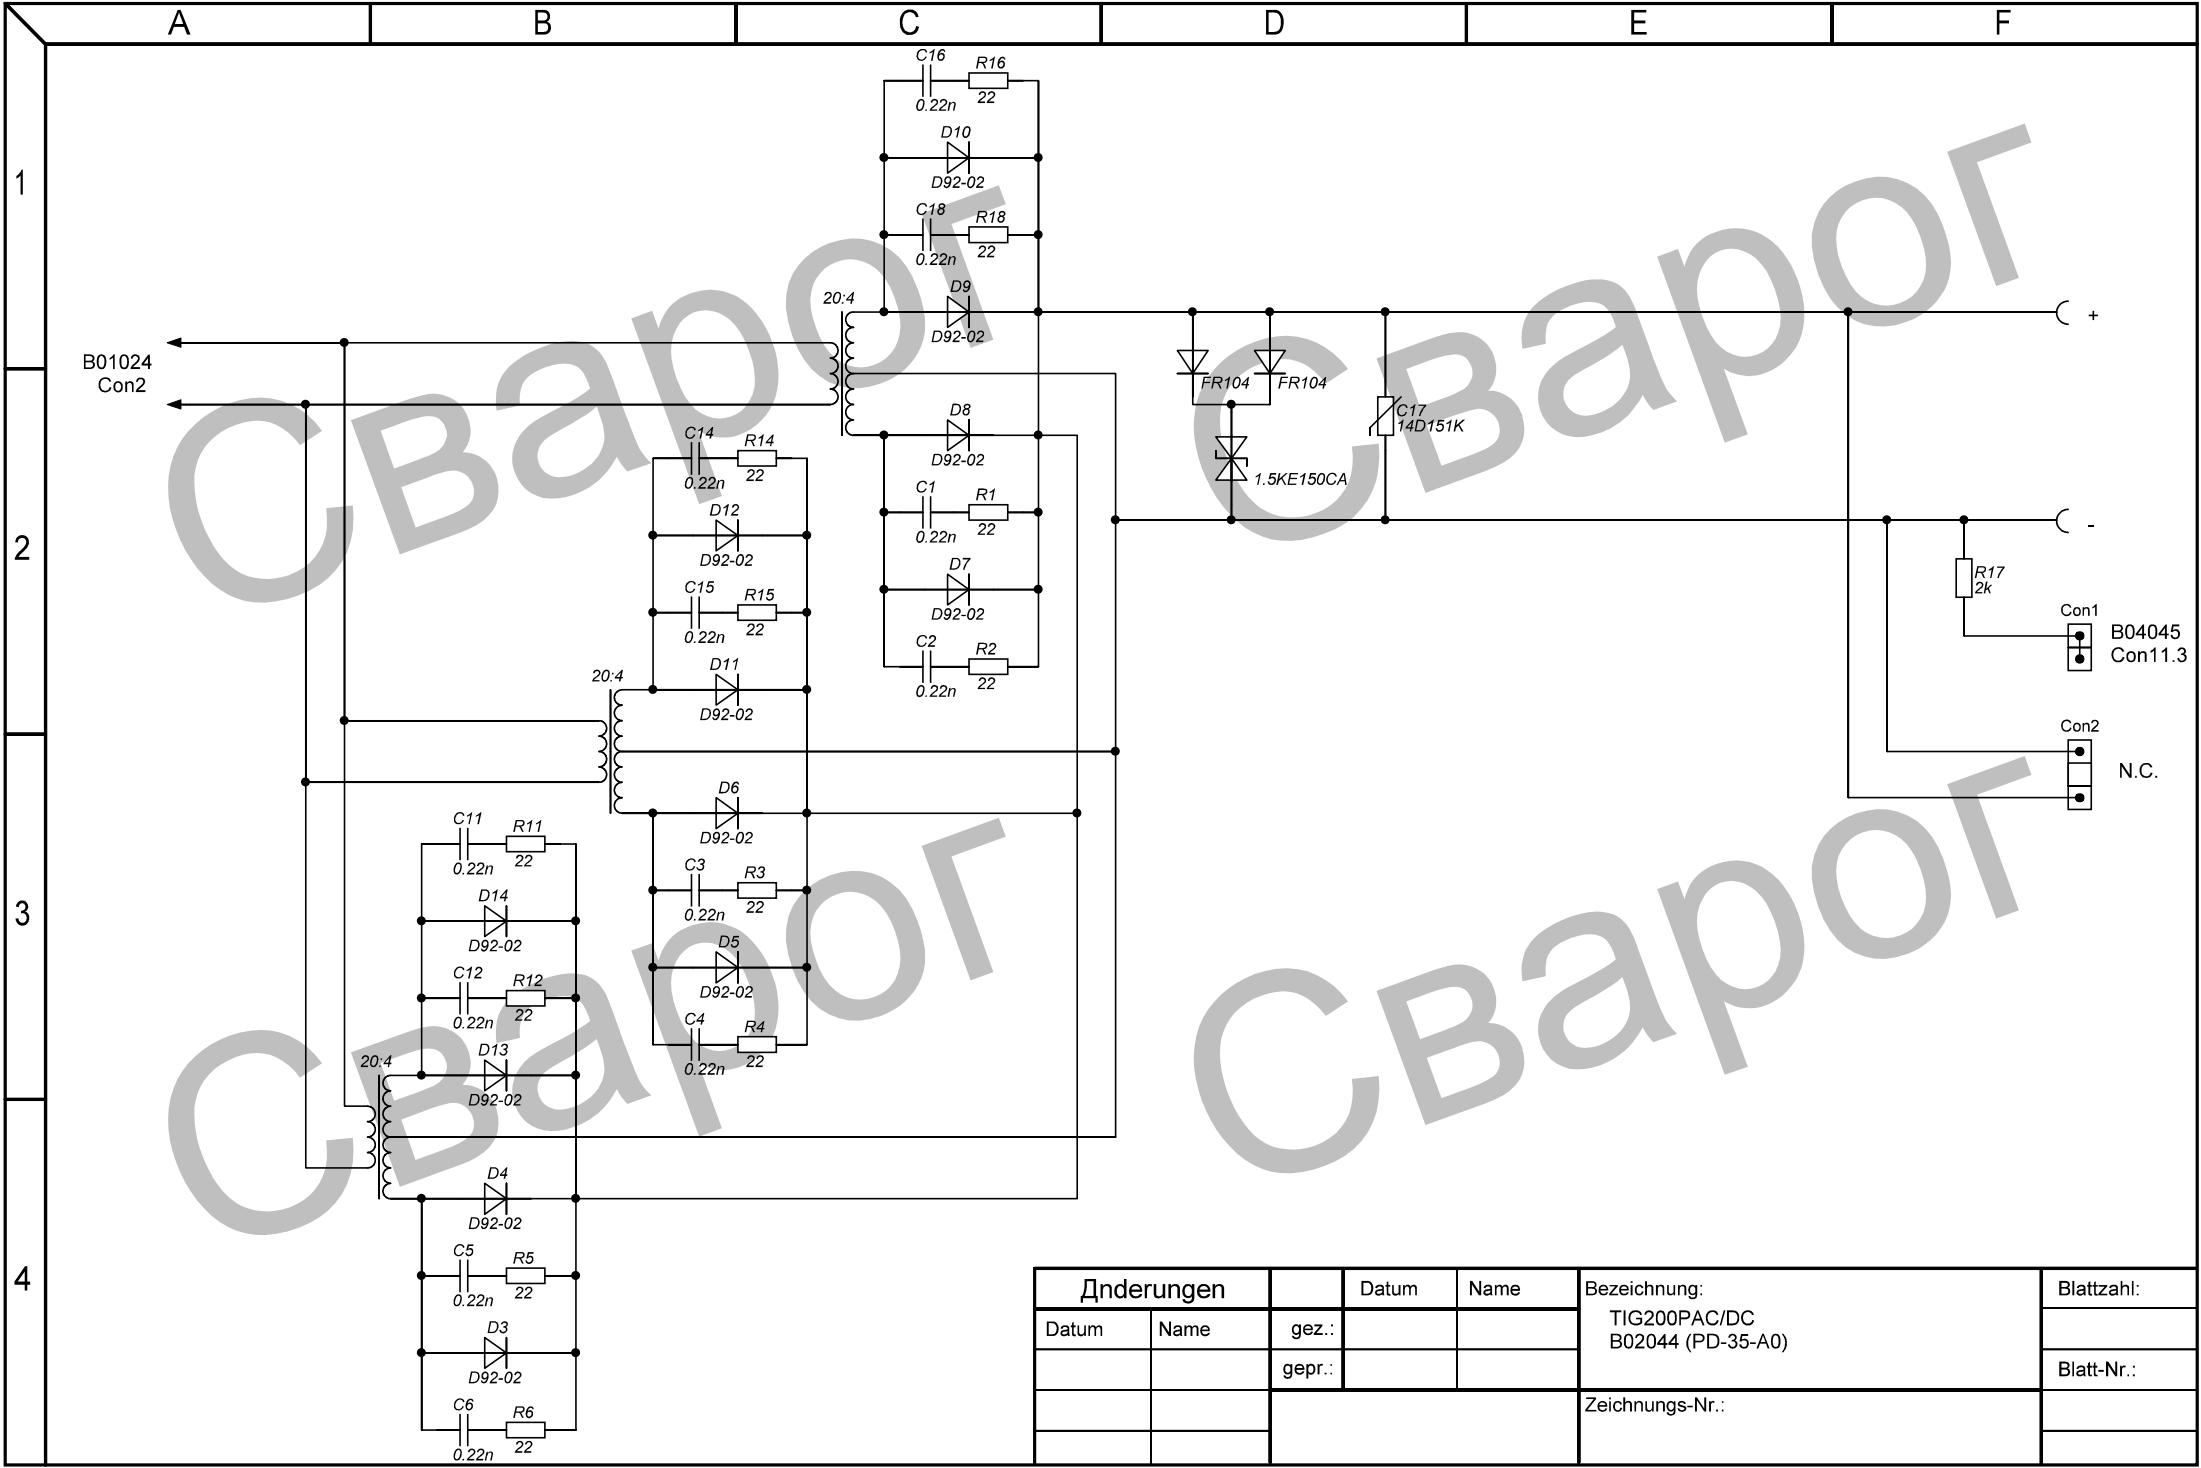 A B C D E F
1
2
3
4
C16 R16
0.22n 22
D10
D92-02
C18 R18
0.22n 22
20:4
D9
D92-02
B01024
Con2
D8
D92-02
C1 R1
0.22n 22
D7
D92-02
C2 R2
0.22n 22
C14 R14
0.22n 22
D12
D92-02
C15 R15
0.22n 22
20:4
D11
D92-02
D6
D92-02
C3 R3
0.22n 22
D5
D92-02
C4 R4
0.22n 22
C11 R11
0.22n 22
D14
D92-02
C12 R12
0.22n 22
20:4
D13
D92-02
D4
D92-02
C5 R5
0.22n 22
D3
D92-02
C6 R6
0.22n 22
FR104 FR104
C17
14D151K
1.5KE150CA
+
-
R17
2k
Con1
B04045
Con11.3
Con2
N.C.
Сварог
Сварог
Сварог
Сварог
Дnderungen
Datum Name
Datum Name
gez.:
gepr.:
Bezeichnung:
TIG200PAC/DC
B02044 (PD-35-A0)
Zeichnungs-Nr.:
Blattzahl:
Blatt-Nr.: